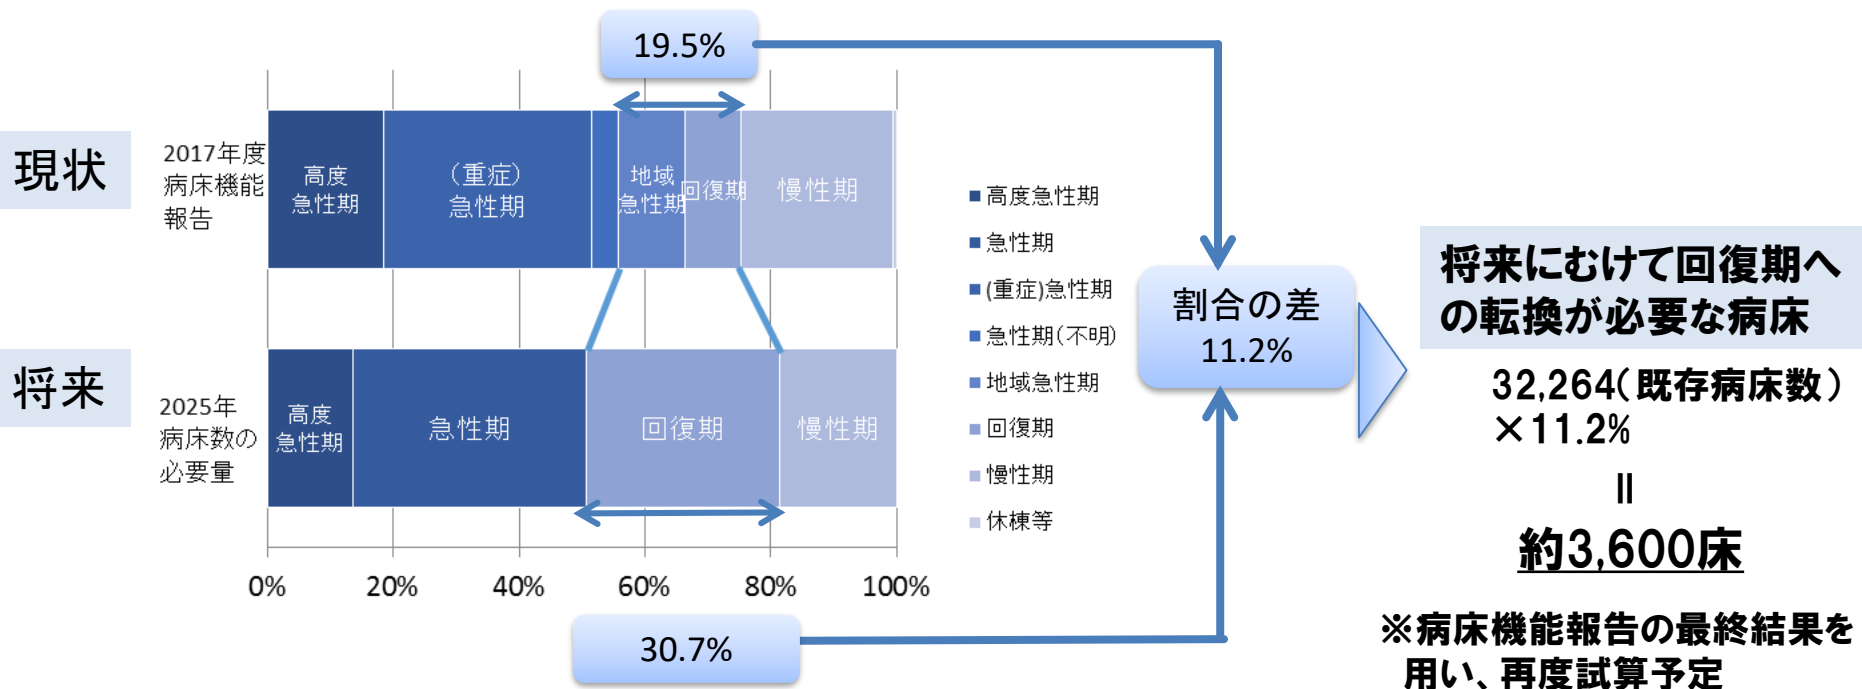 19.5%
現状
2017年度
病床機能
報告
高度
急性期
(重症)
急性期
地域
急性期
回復期
慢性期
将来
2025年
病床数の
必要量
高度
急性期
急性期
回復期
慢性期
0%
20%
40%
60%
80%
100%
30.7%
■高度急性期
■急性期
■(重症)急性期
■急性期(不明)
■地域急性期
■回復期
■慢性期
■休棟等
割合の差
11.2%
将来にむけて回復期へ
の転換が必要な病床
32,264(既存病床数)
×11.2%
=
約3,600床
※病床機能報告の最終結果を
用い、再度試算予定